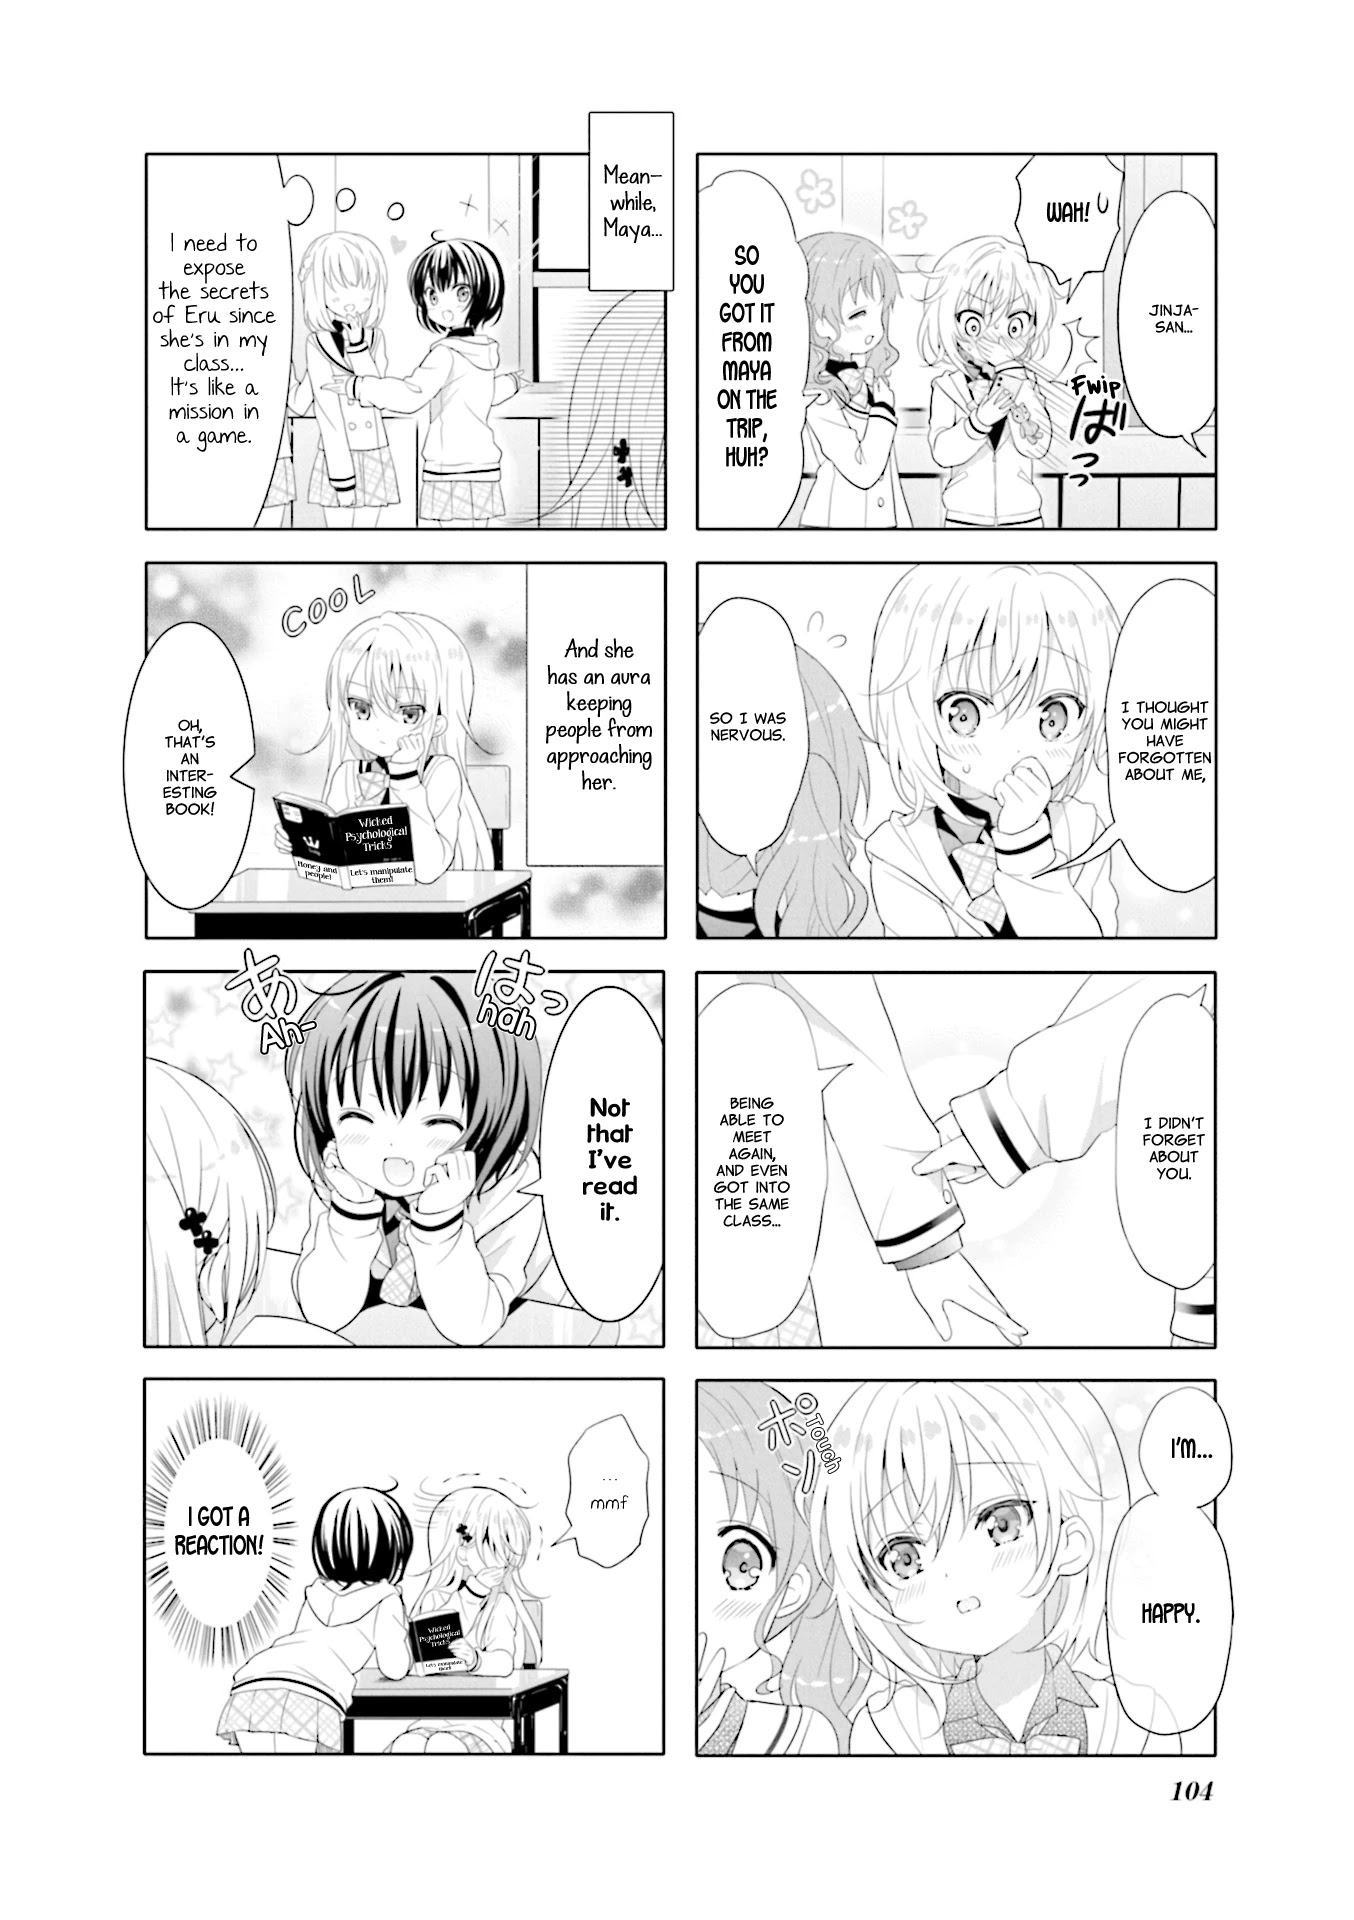 WAH!
JINJA-
SAN...
Fwip
ばっ
SO
YOU
GOT IT
FROM
MAYA
ON THE
TRIP,
HUH?
I THOUGHT
YOU MIGHT
HAVE
FORGOTTEN
ABOUT ME,
SO I WAS
NERVOUS.
I DIDN'T
FORGET
ABOUT
YOU.
BEING
ABLE TO
MEET
AGAIN,
AND EVEN
GOT INTO
THE SAME
CLASS...
I'M...
HAPPY.
ポン
Touch
Mean-
while,
Maya...
I need to
expose
the secrets
of Eru since
she's in my
class...
It's like a
mission in
a game.
And she
has an aura
keeping
people from
approaching
her.
COOL
OH,
THAT'S
AN
INTER-
ESTING
BOOK!
Wicked
Psychological
Tricks
Money and
people!
Let's manipulate
them!
はっ
hah
あ
Ah-
Not
that
I've
read
it.
...
mmf
I GOT A
REACTION!
Wicked
Psychological
Tricks
Let's manipulate
them!
104